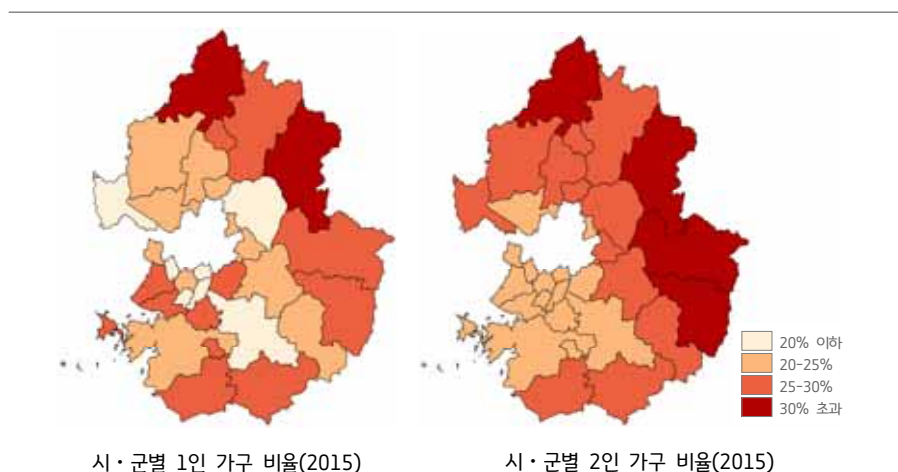 20% 이하
20-25%
25-30%
30% 초과
시・군별 1인 가구 비율(2015)
시・군별 2인 가구 비율(2015)